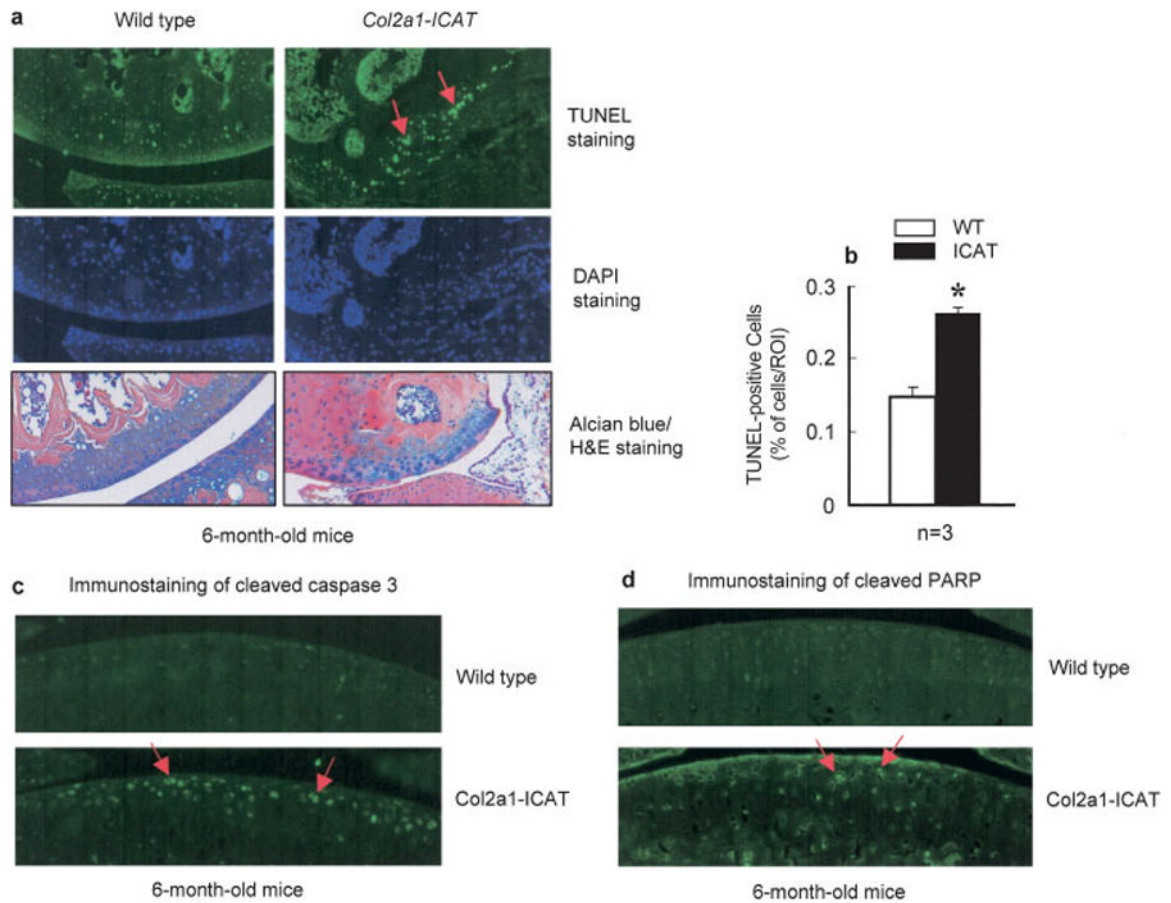 a
Wild type
Col2a1-ICAT
TUNEL
staining
DAPI
staining
Alcian blue/
H&E staining
6-month-old mice
WT
ICAT
b
TUNEL-positive Cells
(% of cells/ROI)
0.3
0.2
0.1
0
*
n=3
c
Immunostaining of cleaved caspase 3
Wild type
Col2a1-ICAT
6-month-old mice
d
Immunostaining of cleaved PARP
Wild type
Col2a1-ICAT
6-month-old mice